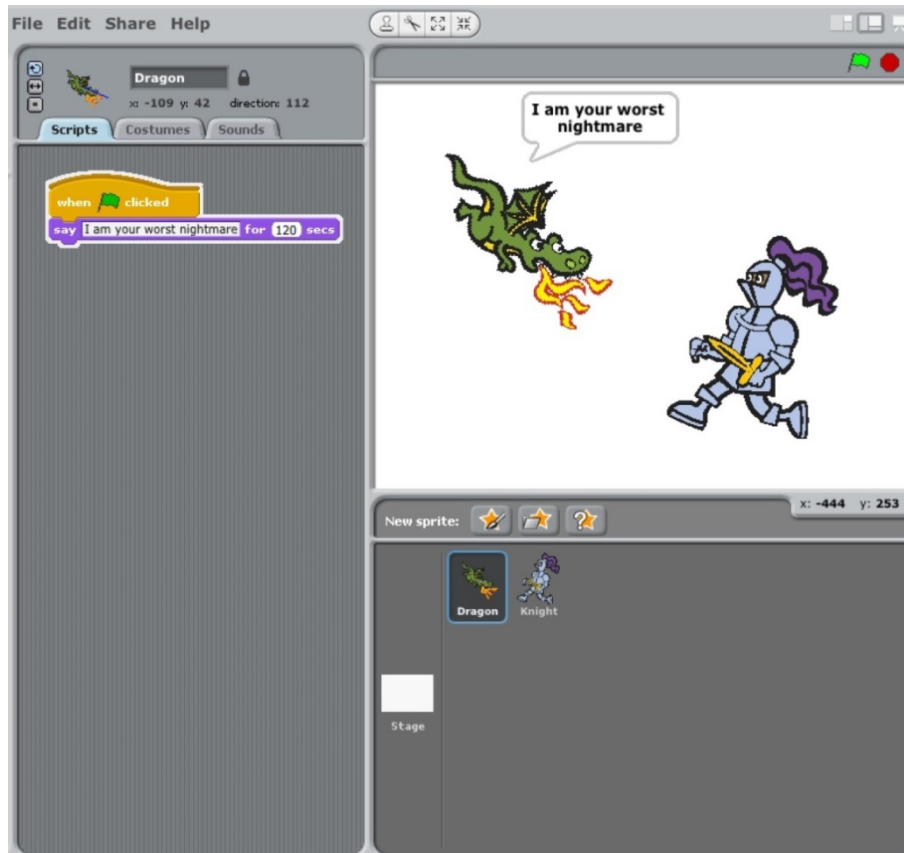 File Edit Share Help
Dragon
x: -109 y: 42 direction: 112
Scripts Costumes Sounds
when clicked
say I am your worst nightmare for 120 secs
I am your worst
nightmare
x: -444 y: 253
New sprite:
Dragon Knight
Stage